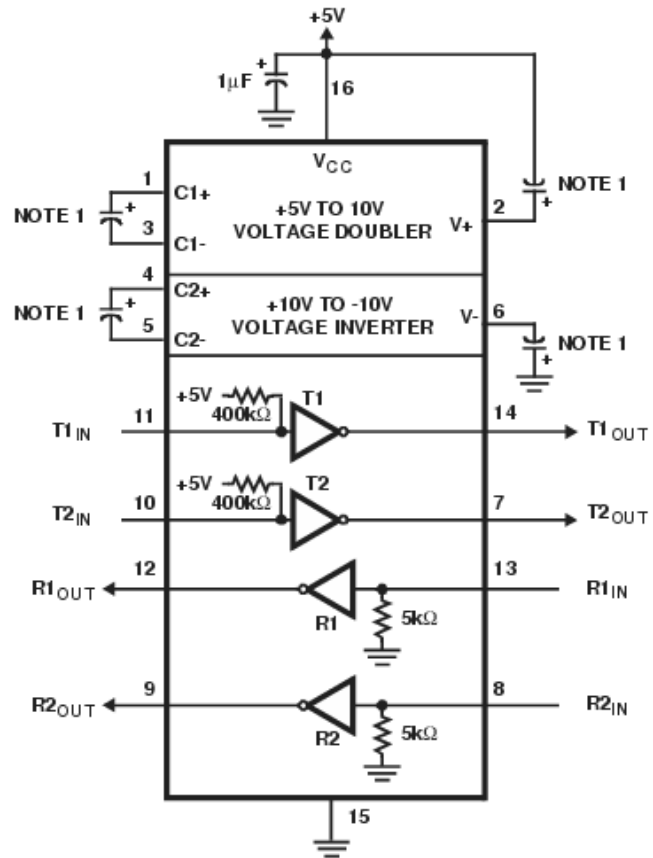 +5V
1μF
+
16
VCC
1
C1+
NOTE 1
+
3
C1-
+5V TO 10V
VOLTAGE DOUBLER
V+
2
+
NOTE 1
4
C2+
NOTE 1
+
5
C2-
+10V TO -10V
VOLTAGE INVERTER
V-
6
+
NOTE 1
+5V
400kΩ
T1
T1IN
11
14
T1OUT
+5V
400kΩ
T2
T2IN
10
7
T2OUT
R1OUT
12
13
R1IN
R1
5kΩ
R2OUT
9
8
R2IN
R2
5kΩ
15